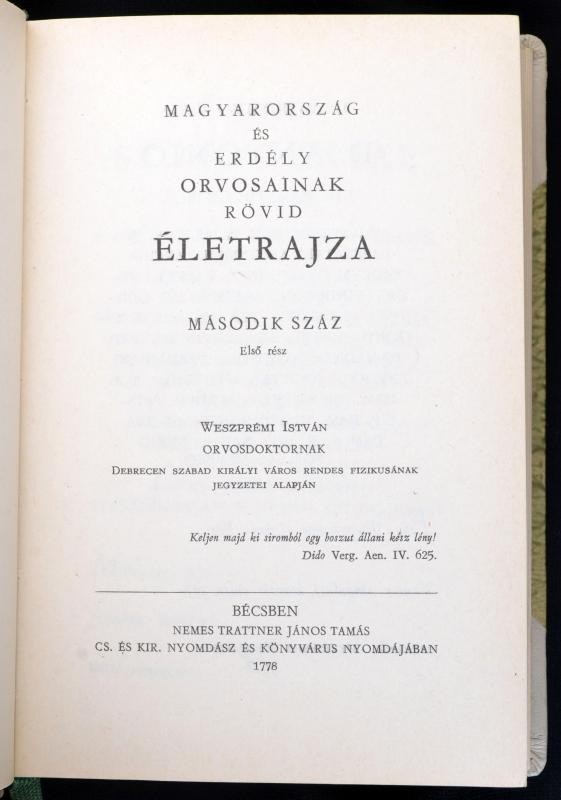 MAGYARORSZÁG
ÉS
ERDÉLY
ORVOSAINAK
RÖVID
ÉLETRAJZA
MÁSODIK SZÁZ
Első rész
WESZPRÉMI ISTVÁN
ORVOSDOKTORNAK
DEBRECEN SZABAD KIRÁLYI VÁROS RENDES FIZIKUSÁNAK
JEGYZETEI ALAPJÁN
Keljen majd ki siromból egy boszut állani kész lény!
Dido Verg. Aen. IV. 625.
BÉCSBEN
NEMES TRATTNER JÁNOS TAMÁS
CS. ÉS KIR. NYOMDÁSZ ÉS KÖNYVÁRUS NYOMDÁJÁBAN
1778